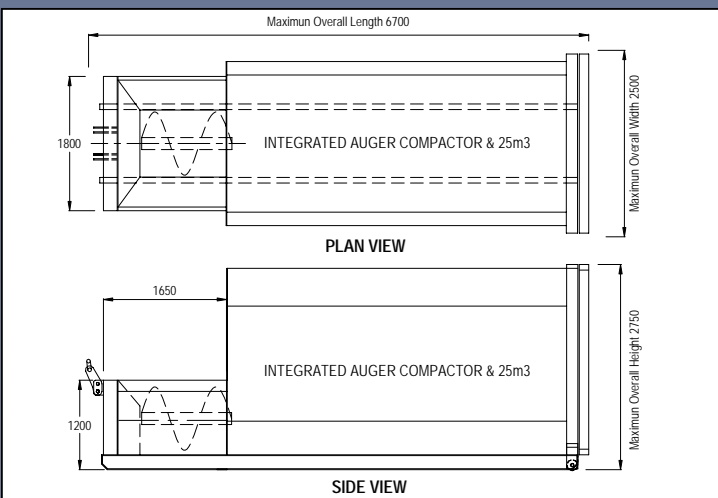 Maximun Overall Length 6700
1800
INTEGRATED AUGER COMPACTOR & 25m3
Maximun Overall Width 2500
PLAN VIEW
1650
INTEGRATED AUGER COMPACTOR & 25m3
Maximun Overall Height 2750
1200
SIDE VIEW